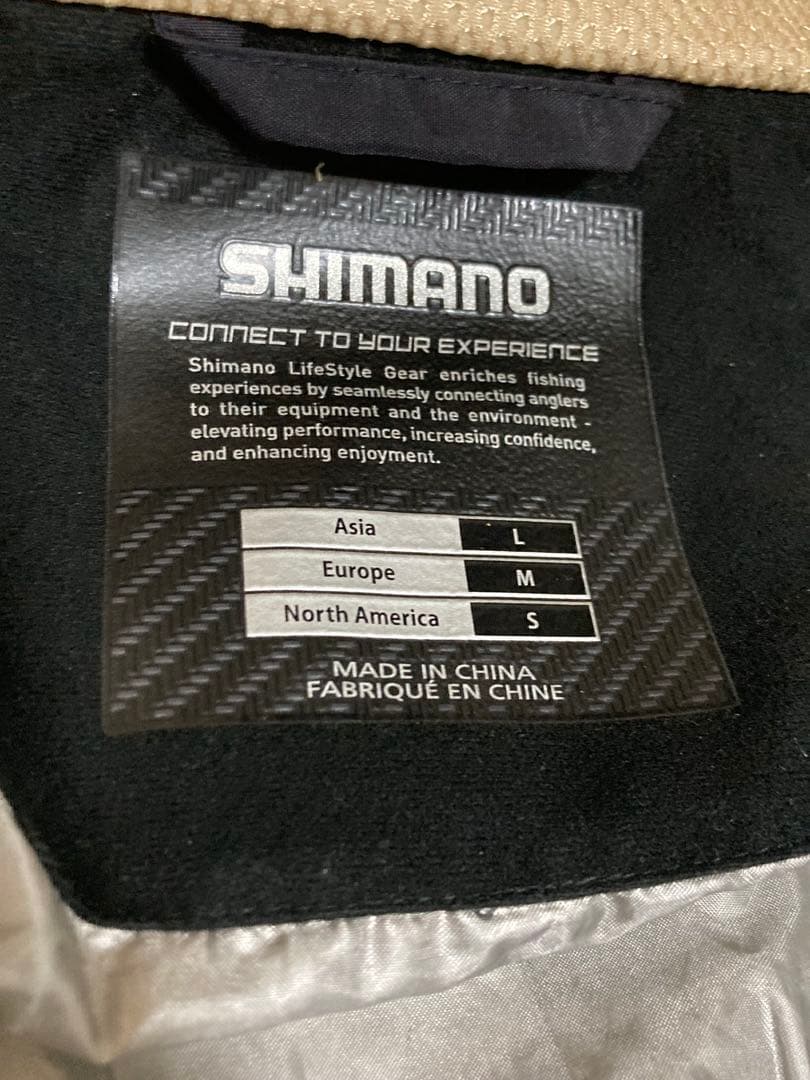 SHIMANO
CONNECT TO YOUR EXPERIENCE
Shimano LifeStyle Gear enriches fishing
experiences by seamlessly connecting anglers
to their equipment and the environment -
elevating performance, increasing confidence,
and enhancing enjoyment.
Asia L
Europe M
North America S
MADE IN CHINA
FABRIQUÉ EN CHINE